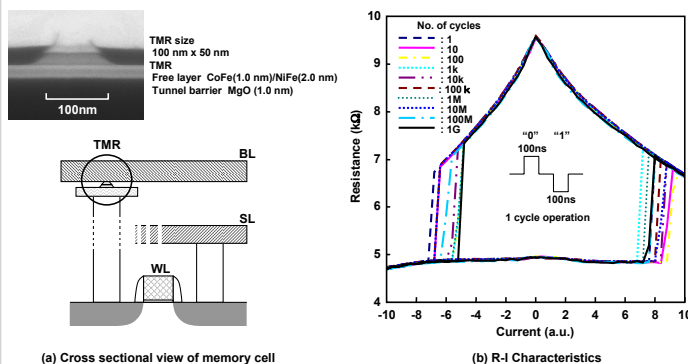 TMR size
100 nm x 50 nm
TMR
Free layer CoFe(1.0 nm)/NiFe(2.0 nm)
Tunnel barrier MgO (1.0 nm)
100nm
TMR
BL
SL
WL
(a) Cross sectional view of memory cell
10
9
8
7
6
5
4
Resistance (kΩ)
No. of cycles
: 1
: 10
: 100
: 1k
: 10k
: 100k
: 1M
: 10M
: 100M
: 1G
“0” “1”
100ns
100ns
1 cycle operation
-10 -8 -6 -4 -2 0 2 4 6 8 10
Current (a.u.)
(b) R-I Characteristics